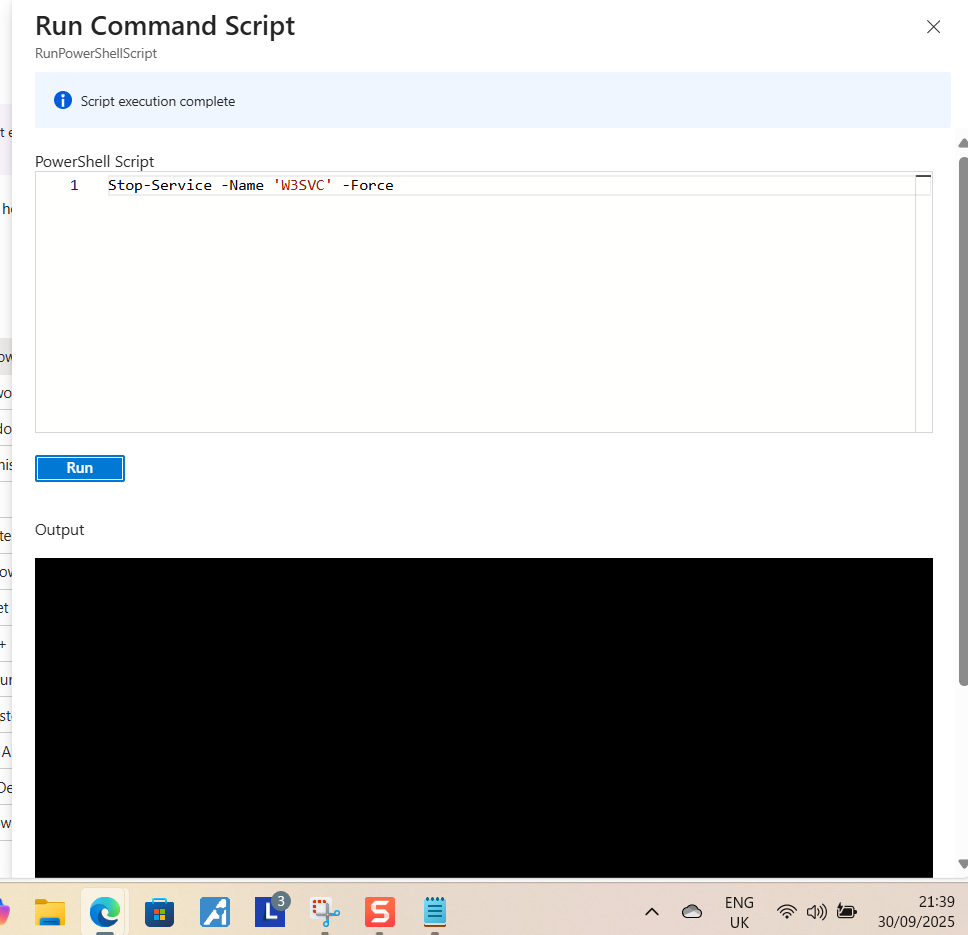 Run Command Script
RunPowerShellScript
Script execution complete
PowerShell Script
1 Stop-Service -Name 'W3SVC' -Force
Run
Output
3
ENG
UK
21:39
30/09/2025